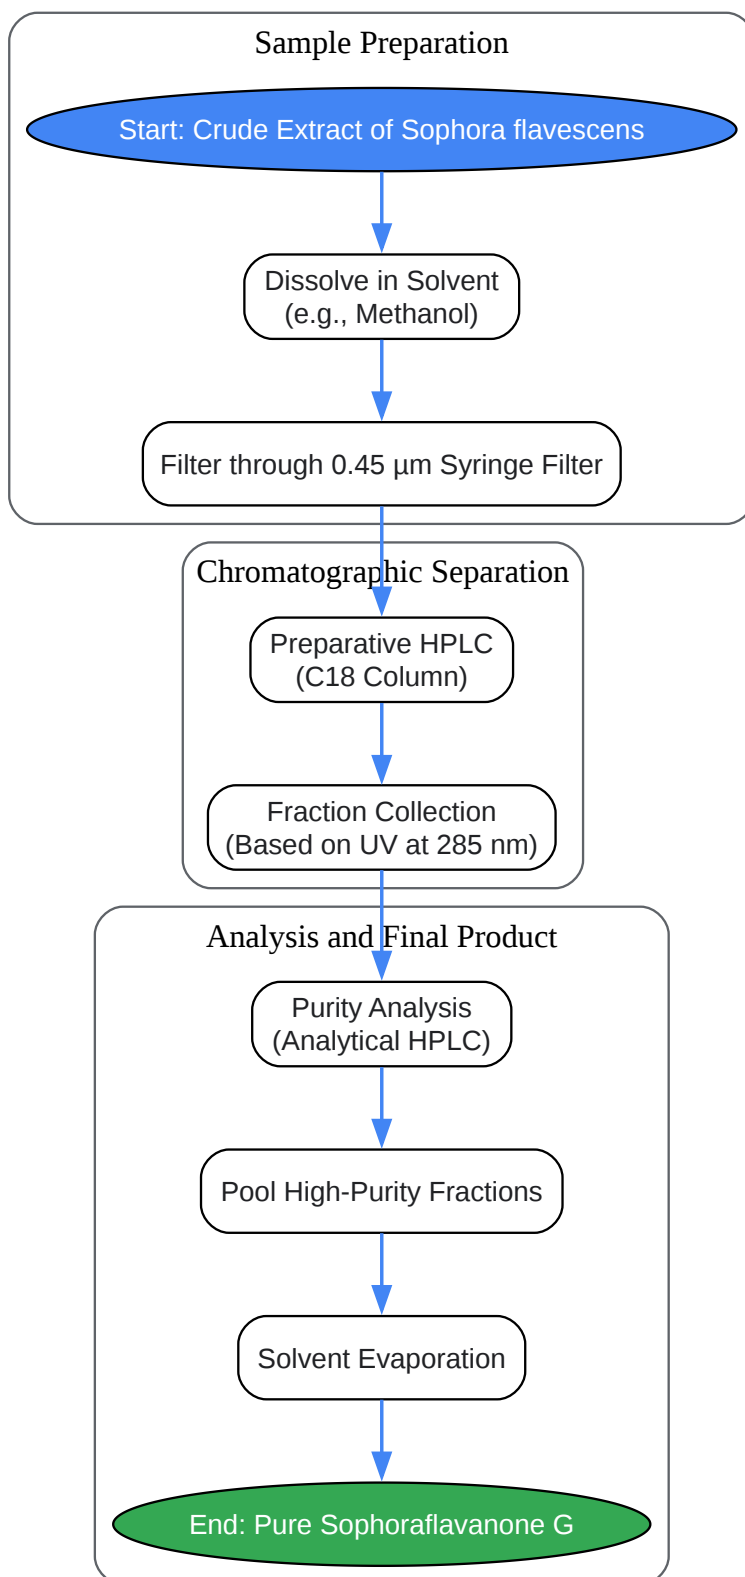 Sample Preparation
Start: Crude Extract of Sophora flavescens
Dissolve in Solvent
(e.g., Methanol)
Filter through 0.45 µm Syringe Filter
Chromatographic Separation
Preparative HPLC
(C18 Column)
Fraction Collection
(Based on UV at 285 nm)
Analysis and Final Product
Purity Analysis
(Analytical HPLC)
Pool High-Purity Fractions
Solvent Evaporation
End: Pure Sophoraflavanone G